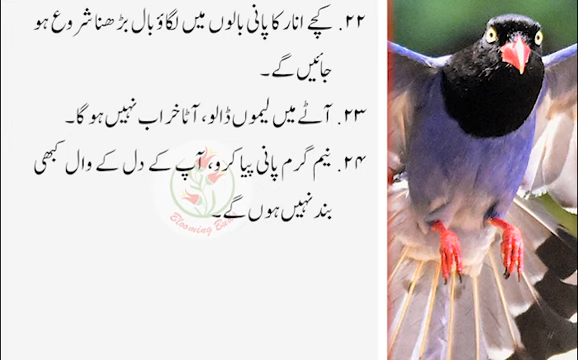 ۲۲. کچے انار کا پانی بالوں میں لگاؤ بال بڑھنا شروع ہو
جائیں گے۔
۲۳. آٹے میں لیموں ڈالو، آٹا خراب نہیں ہو گا۔
۲۴. نیم گرم پانی پیا کرو، آپ کے دل کے وال کبھی
بند نہیں ہوں گے۔
Blooming